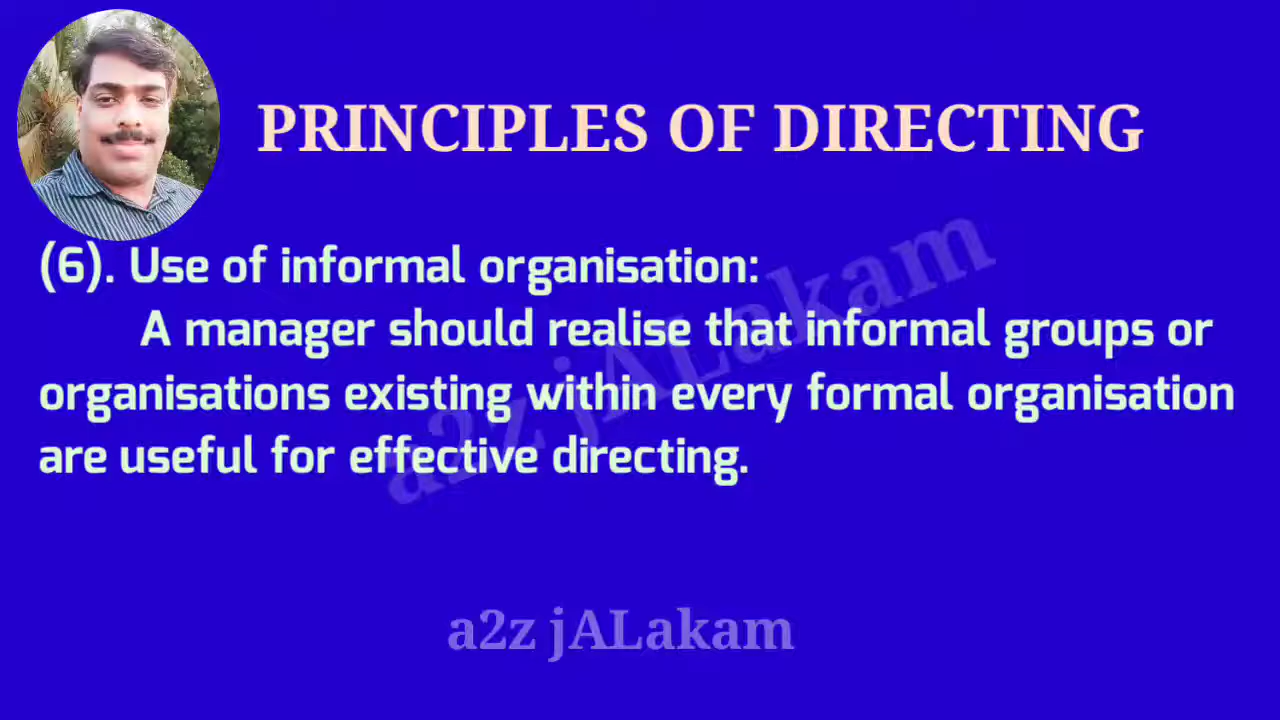 PRINCIPLES OF DIRECTING
(6). Use of informal organisation:
A manager should realise that informal groups or
organisations existing within every formal organisation
are useful for effective directing.
a2z jALakam
a2z jALakam